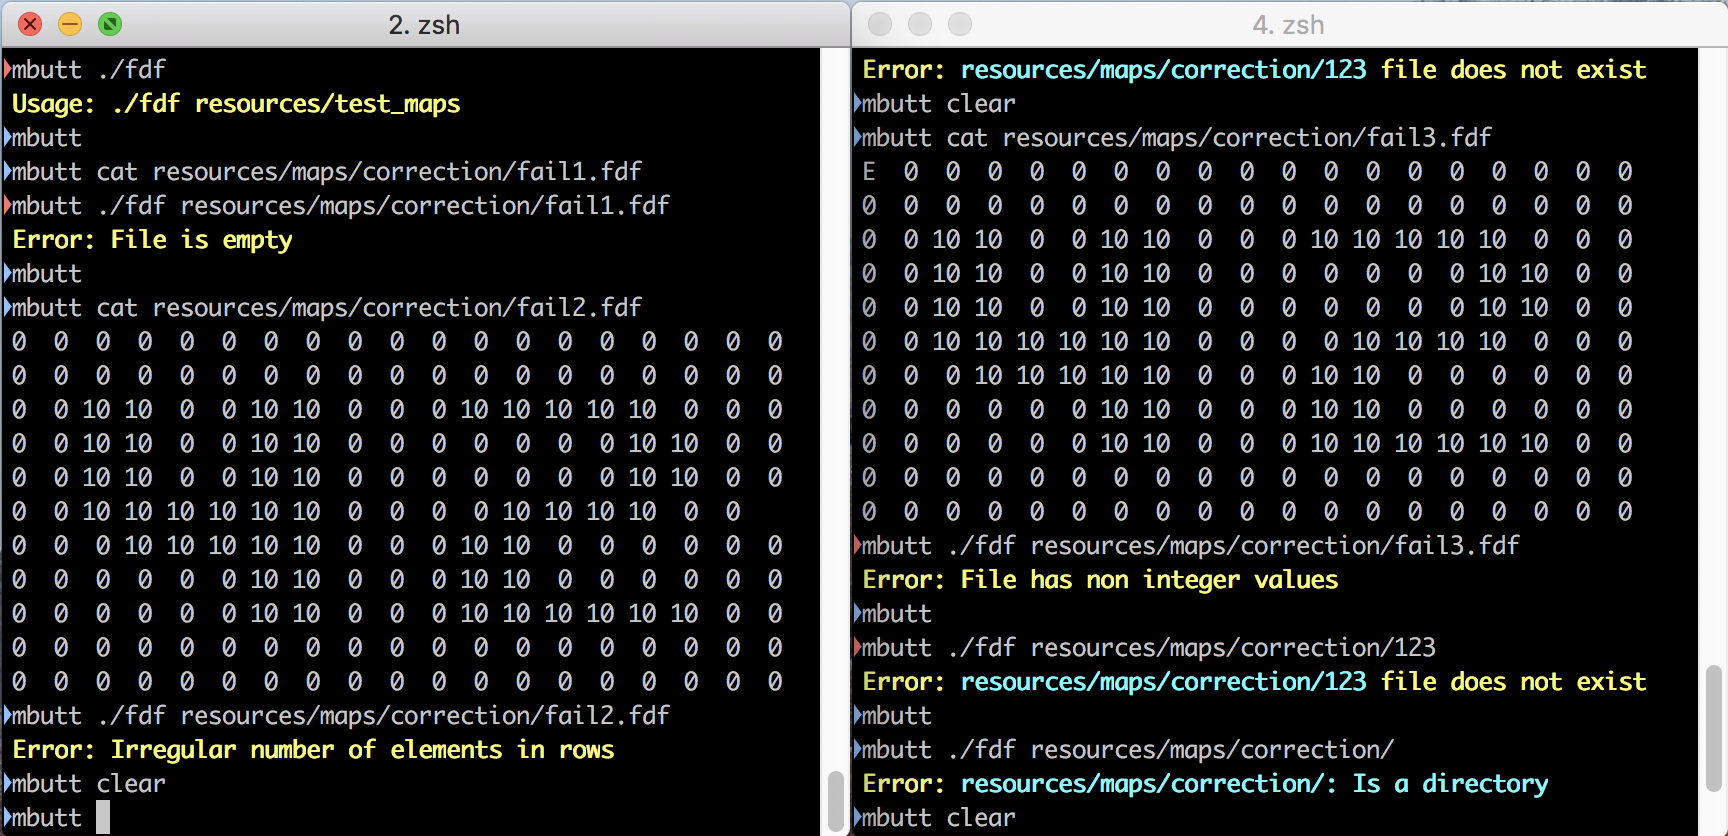 2. zsh
mbutt ./fdf
Usage: ./fdf resources/test_maps
mbutt
mbutt cat resources/maps/correction/fail1.fdf
mbutt ./fdf resources/maps/correction/fail1.fdf
Error: File is empty
mbutt
mbutt cat resources/maps/correction/fail2.fdf
0 0 0 0 0 0 0 0 0 0 0 0 0 0 0 0 0 0 0
0 0 0 0 0 0 0 0 0 0 0 0 0 0 0 0 0 0 0
0 0 10 10 0 0 10 10 0 0 0 10 10 10 10 10 0 0 0
0 0 10 10 0 0 10 10 0 0 0 0 0 0 0 10 10 0 0
0 0 10 10 0 0 10 10 0 0 0 0 0 0 0 10 10 0 0
0 0 10 10 10 10 10 10 0 0 0 0 10 10 10 10 0 0
0 0 0 10 10 10 10 10 0 0 0 10 10 0 0 0 0 0 0
0 0 0 0 0 0 10 10 0 0 0 10 10 0 0 0 0 0 0
0 0 0 0 0 0 10 10 0 0 0 10 10 10 10 10 10 0 0
0 0 0 0 0 0 0 0 0 0 0 0 0 0 0 0 0 0 0
0 0 0 0 0 0 0 0 0 0 0 0 0 0 0 0 0 0 0
mbutt ./fdf resources/maps/correction/fail2.fdf
Error: Irregular number of elements in rows
mbutt clear
mbutt
4. zsh
Error: resources/maps/correction/123 file does not exist
mbutt clear
mbutt cat resources/maps/correction/fail3.fdf
E 0 0 0 0 0 0 0 0 0 0 0 0 0 0 0 0 0 0
0 0 0 0 0 0 0 0 0 0 0 0 0 0 0 0 0 0 0
0 0 10 10 0 0 10 10 0 0 0 10 10 10 10 10 0 0 0
0 0 10 10 0 0 10 10 0 0 0 0 0 0 0 10 10 0 0
0 0 10 10 0 0 10 10 0 0 0 0 0 0 0 10 10 0 0
0 0 10 10 10 10 10 10 0 0 0 0 10 10 10 10 0 0 0
0 0 0 10 10 10 10 10 0 0 0 10 10 0 0 0 0 0 0
0 0 0 0 0 0 10 10 0 0 0 10 10 0 0 0 0 0 0
0 0 0 0 0 0 10 10 0 0 0 10 10 10 10 10 10 0 0
0 0 0 0 0 0 0 0 0 0 0 0 0 0 0 0 0 0 0
0 0 0 0 0 0 0 0 0 0 0 0 0 0 0 0 0 0 0
mbutt ./fdf resources/maps/correction/fail3.fdf
Error: File has non integer values
mbutt
mbutt ./fdf resources/maps/correction/123
Error: resources/maps/correction/123 file does not exist
mbutt
mbutt ./fdf resources/maps/correction/
Error: resources/maps/correction/: Is a directory
mbutt clear